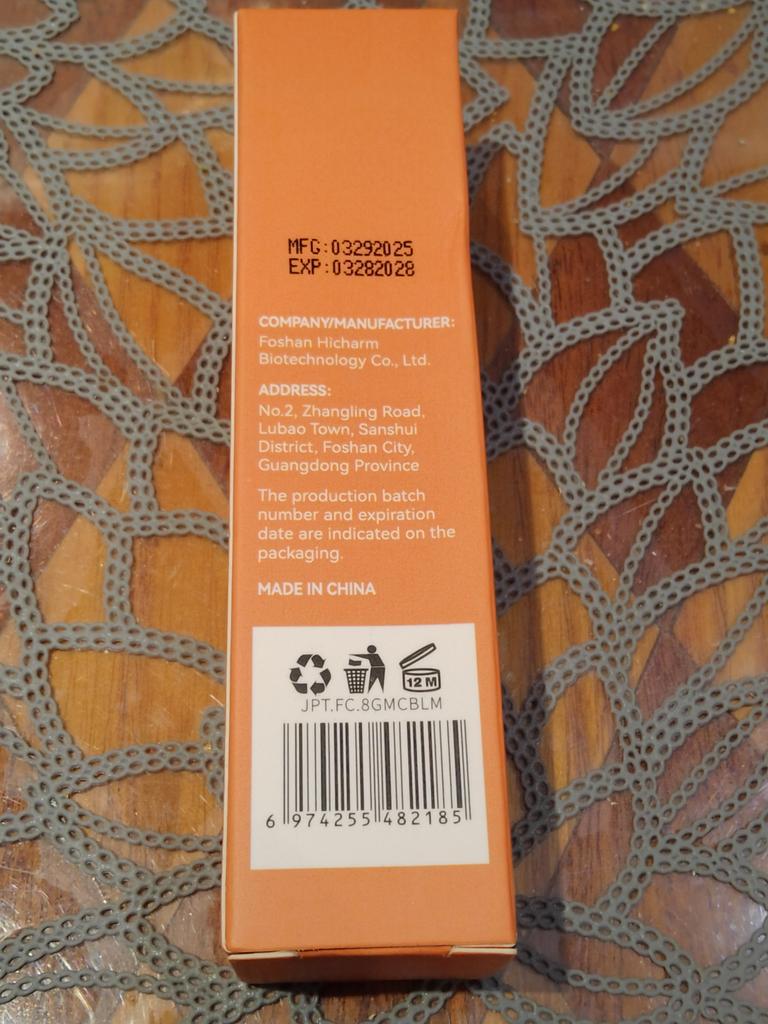 MFG:03292025
EXP:03282028
COMPANY/MANUFACTURER:
Foshan Hicharm
Biotechnology Co., Ltd.
ADDRESS:
No.2, Zhangling Road,
Lubao Town, Sanshui
District, Foshan City,
Guangdong Province
The production batch
number and expiration
date are indicated on the
packaging.
MADE IN CHINA
12 M
JPT.FC.8GMCBLM
6 974255 482185